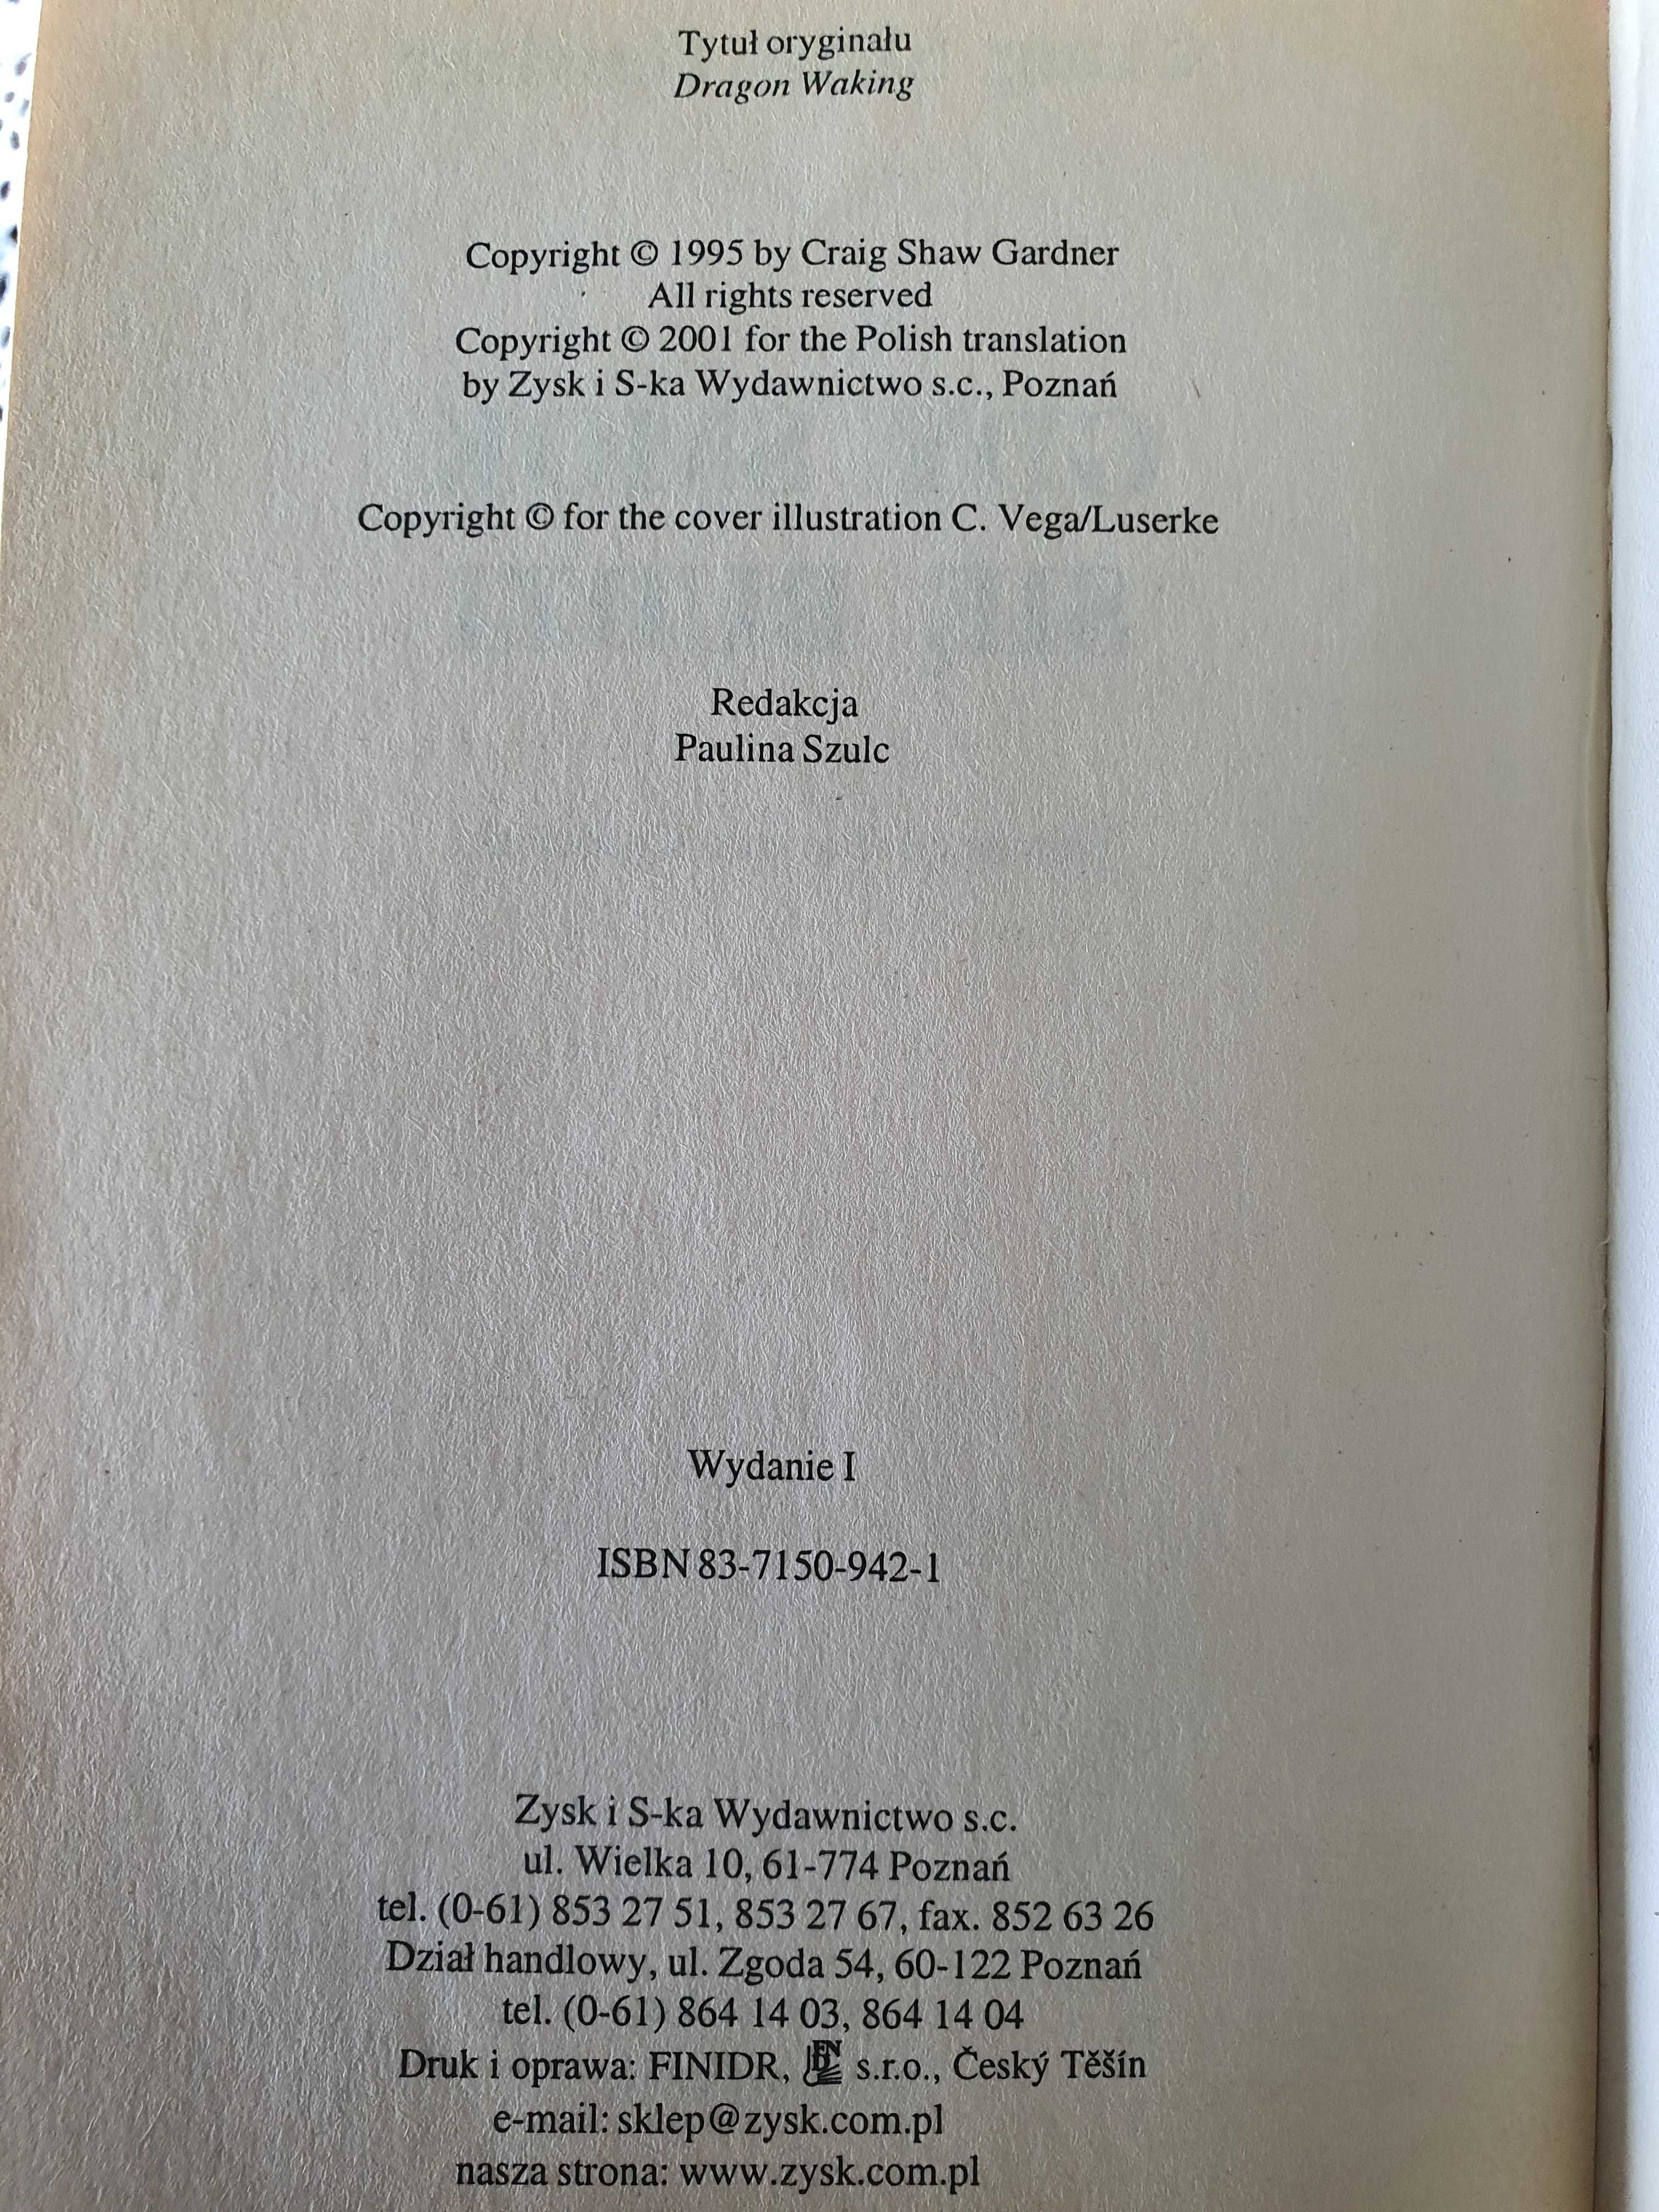 Tytuł oryginału
Dragon Waking
Copyright © 1995 by Craig Shaw Gardner
All rights reserved
Copyright © 2001 for the Polish translation
by Zysk i S-ka Wydawnictwo s.c., Poznań
Copyright © for the cover illustration C. Vega/Luserke
Redakcja
Paulina Szulc
Wydanie I
ISBN 83-7150-942-1
Zysk i S-ka Wydawnictwo s.c.
ul. Wielka 10, 61-774 Poznań
tel. (0-61) 853 27 51, 853 27 67, fax. 852 63 26
Dział handlowy, ul. Zgoda 54, 60-122 Poznań
tel. (0-61) 864 14 03, 864 14 04
Druk i oprawa: FINIDR, s.r.o., Český Těšín
e-mail: sklep@zysk.com.pl
nasza strona: www.zysk.com.pl